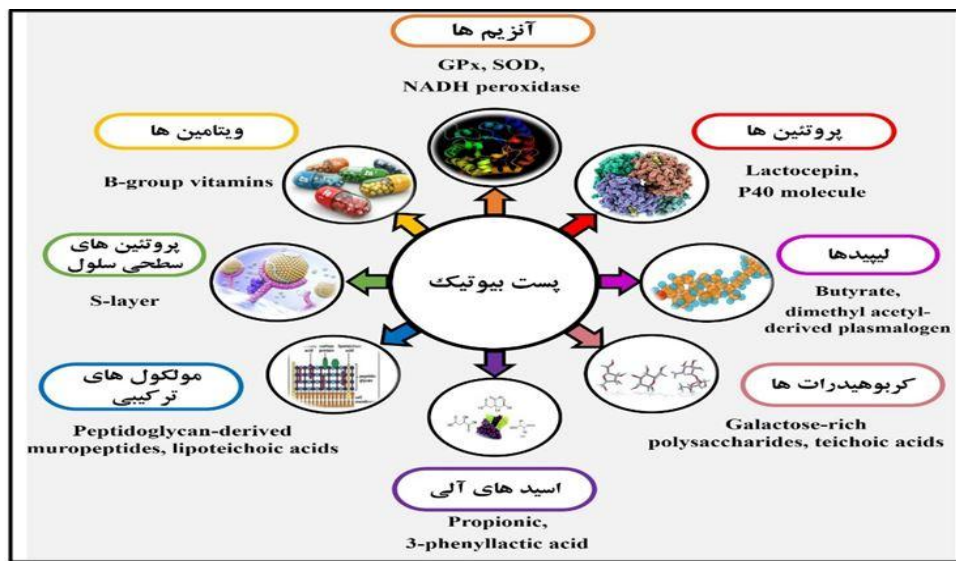 آنزیم ها
GPx, SOD,
NADH peroxidase
ویتامین ها
B-group vitamins
پروتئین ها
Lactocepin,
P40 molecule
پروتئین های
سطحی سلول
S-layer
پست بیوتیک
لیپیدها
Butyrate,
dimethyl acetyl-
derived plasmalogen
مولکول های
ترکیبی
Peptidoglycan-derived
muropeptides, lipoteichoic acids
کربوهیدرات ها
Galactose-rich
polysaccharids, teichoic acids
اسید های آلی
Propionic,
3-phenyllactic acid